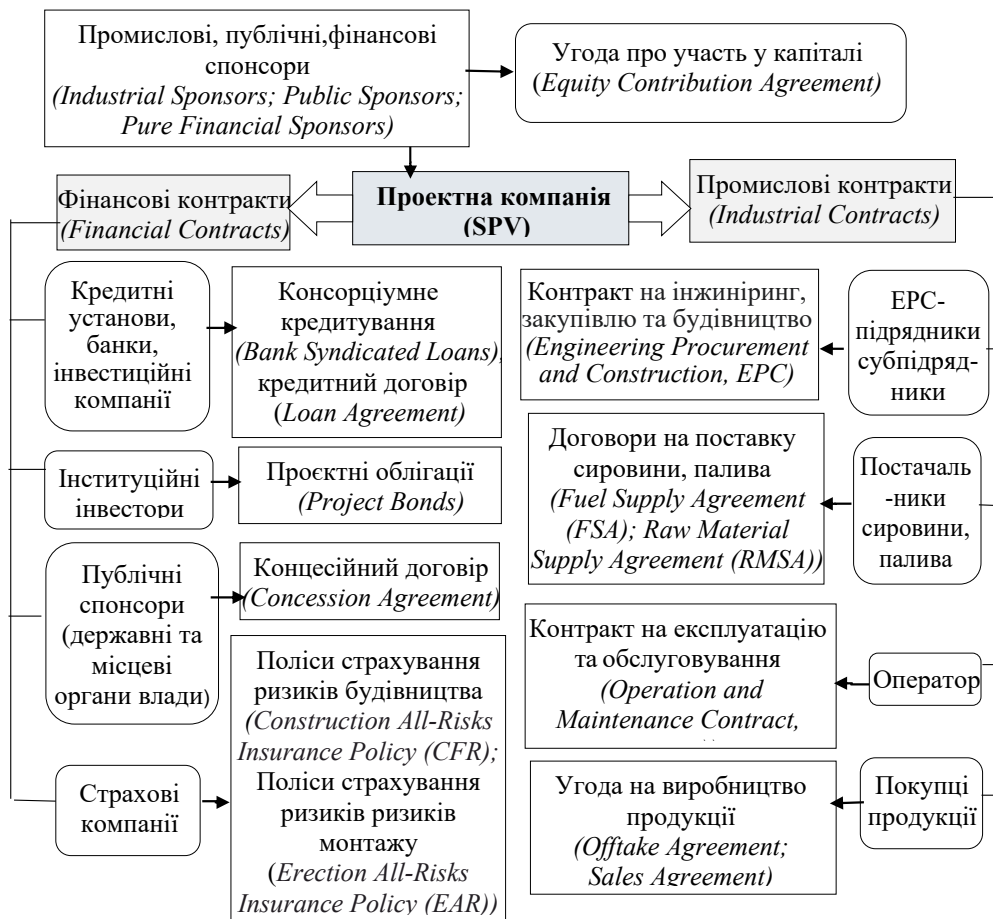 Промислові, публічні,фінансові
спонсори
(Industrial Sponsors; Public Sponsors;
Pure Financial Sponsors)
Угода про участь у капіталі
(Equity Contribution Agreement)
Фінансові контракти
(Financial Contracts)
Проектна компанія
(SPV)
Промислові контракти
(Industrial Contracts)
Кредитні
установи,
банки,
інвестиційні
компанії
Консорціумне
кредитування
(Bank Syndicated Loans),
кредитний договір
(Loan Agreement)
Контракт на інжиніринг,
закупівлю та будівництво
(Engineering Procurement
and Construction, EPC)
ЕРС-
підрядники
субпідряд-
ники
Інституційні
інвестори
Проєктні облігації
(Project Bonds)
Договори на поставку
сировини, палива
(Fuel Supply Agreement
(FSA); Raw Material
Supply Agreement (RMSA))
Постачаль
-ники
сировини,
палива
Публічні
спонсори
(державні та
місцеві
органи влади)
Концесійний договір
(Concession Agreement)
Контракт на експлуатацію
та обслуговування
(Operation and
Maintenance Contract,
Оператор
Страхові
компанії
Поліси страхування
ризиків будівництва
(Construction All-Risks
Insurance Policy (CFR);
Поліси страхування
ризиків ризиків
монтажу
(Erection All-Risks
Insurance Policy (EAR))
Угода на виробництво
продукції
(Offtake Agreement;
Sales Agreement)
Покупці
продукції